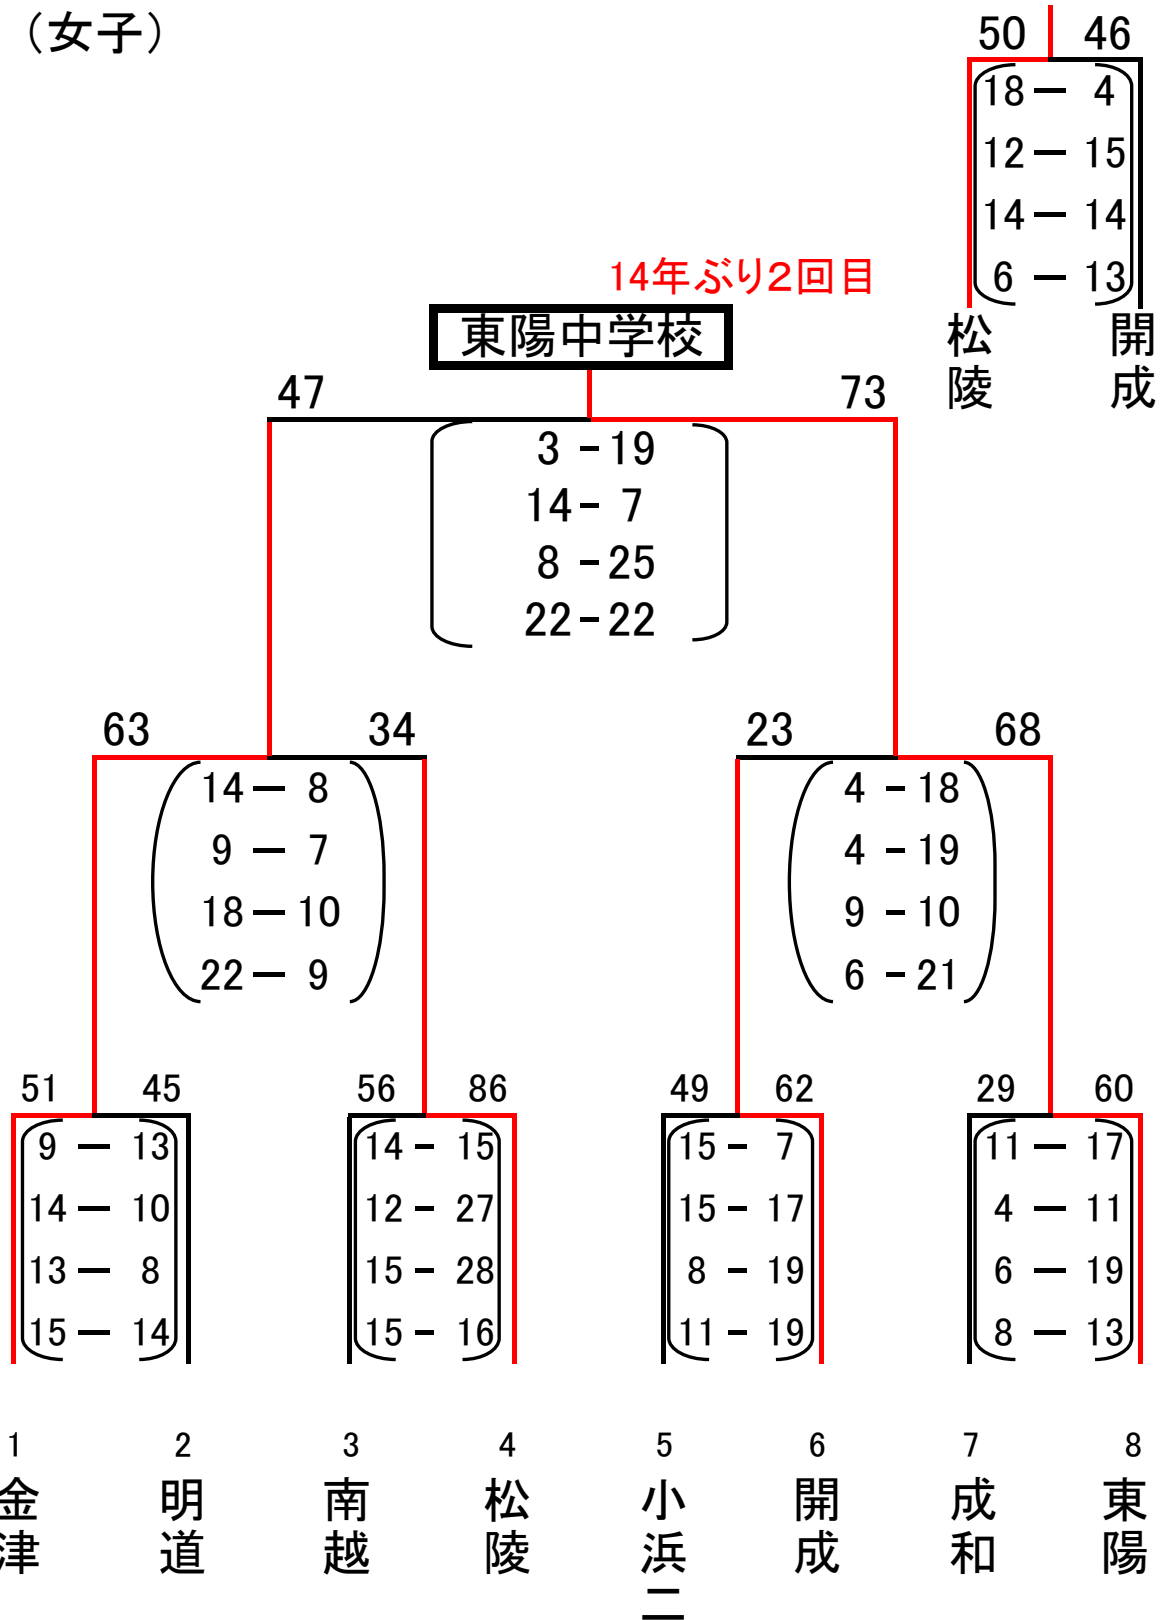 （女子）
50 46
18 － 4
12 － 15
14 － 14
6 － 13
松陵 開成
14年ぶり２回目
東陽中学校
47 73
3 －19
14－ 7
8 －25
22－22
63 34
14－ 8
9 － 7
18－10
22－ 9
23 68
4 －18
4 －19
9 －10
6 －21
51 45
9 － 13
14 － 10
13 － 8
15 － 14
56 86
14 － 15
12 － 27
15 － 28
15 － 16
49 62
15 － 7
15 － 17
8 － 19
11 － 19
29 60
11 － 17
4 － 11
6 － 19
8 － 13
1 2 3 4 5 6 7 8
金津
明道
南越
松陵
小浜二
開成
成和
東陽